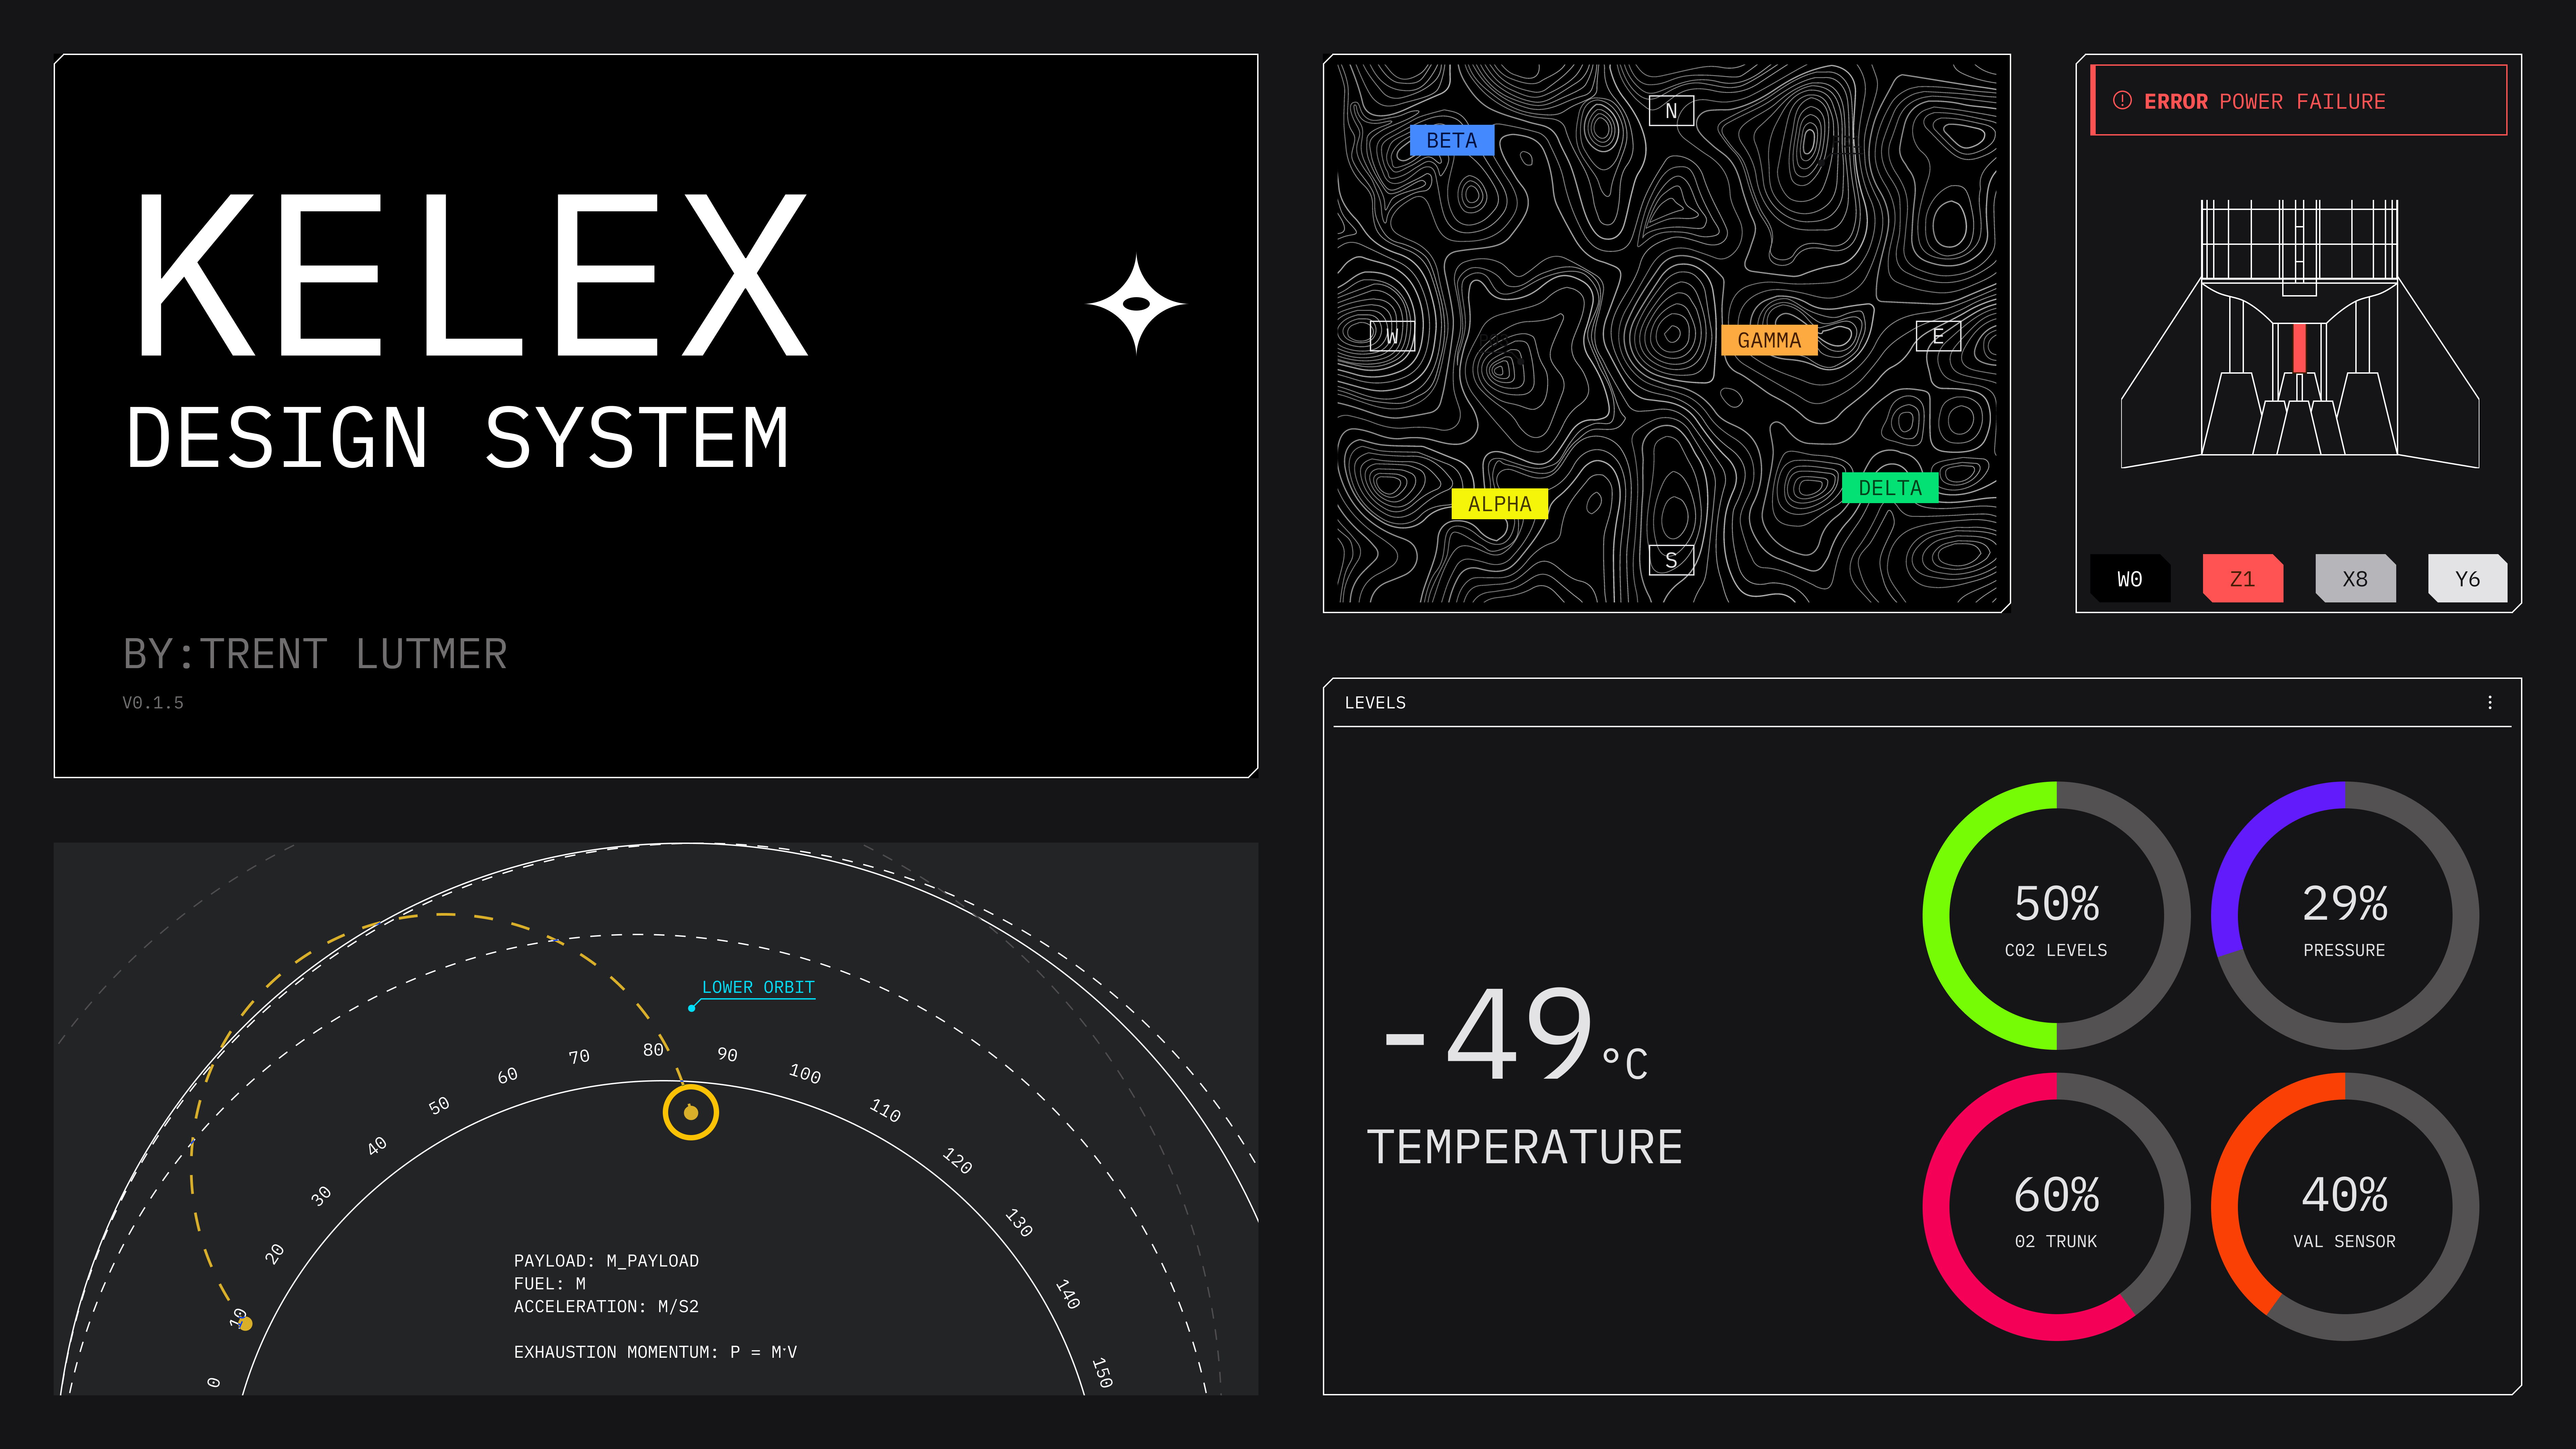 KELEX
DESIGN SYSTEM
BY:TRENT LUTMER
V0.1.5
N
BETA
W
GAMMA
E
ALPHA
DELTA
S
ERROR POWER FAILURE
W0
Z1
X8
Y6
LOWER ORBIT
0
10
20
30
40
50
60
70
80
90
100
110
120
130
140
150
PAYLOAD: M_PAYLOAD
FUEL: M
ACCELERATION: M/S2
EXHAUSTION MOMENTUM: P = M·V
LEVELS
-49°C
TEMPERATURE
50%
C02 LEVELS
29%
PRESSURE
60%
02 TRUNK
40%
VAL SENSOR